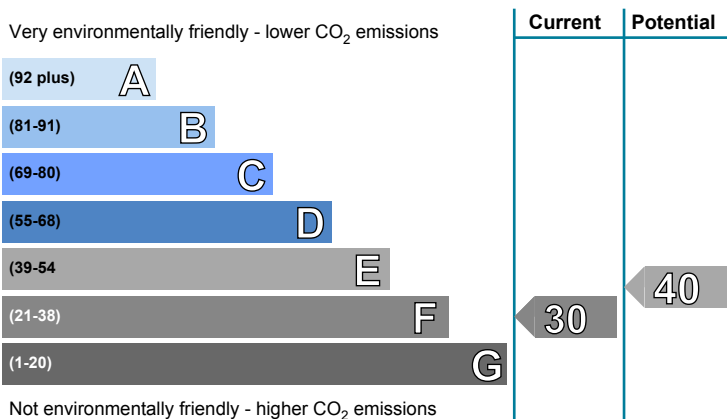 Very environmentally friendly - lower CO2 emissions
Current
Potential
(92 plus) A
(81-91) B
(69-80) C
(55-68) D
(39-54 E
40
(21-38) F
30
(1-20) G
Not environmentally friendly - higher CO2 emissions